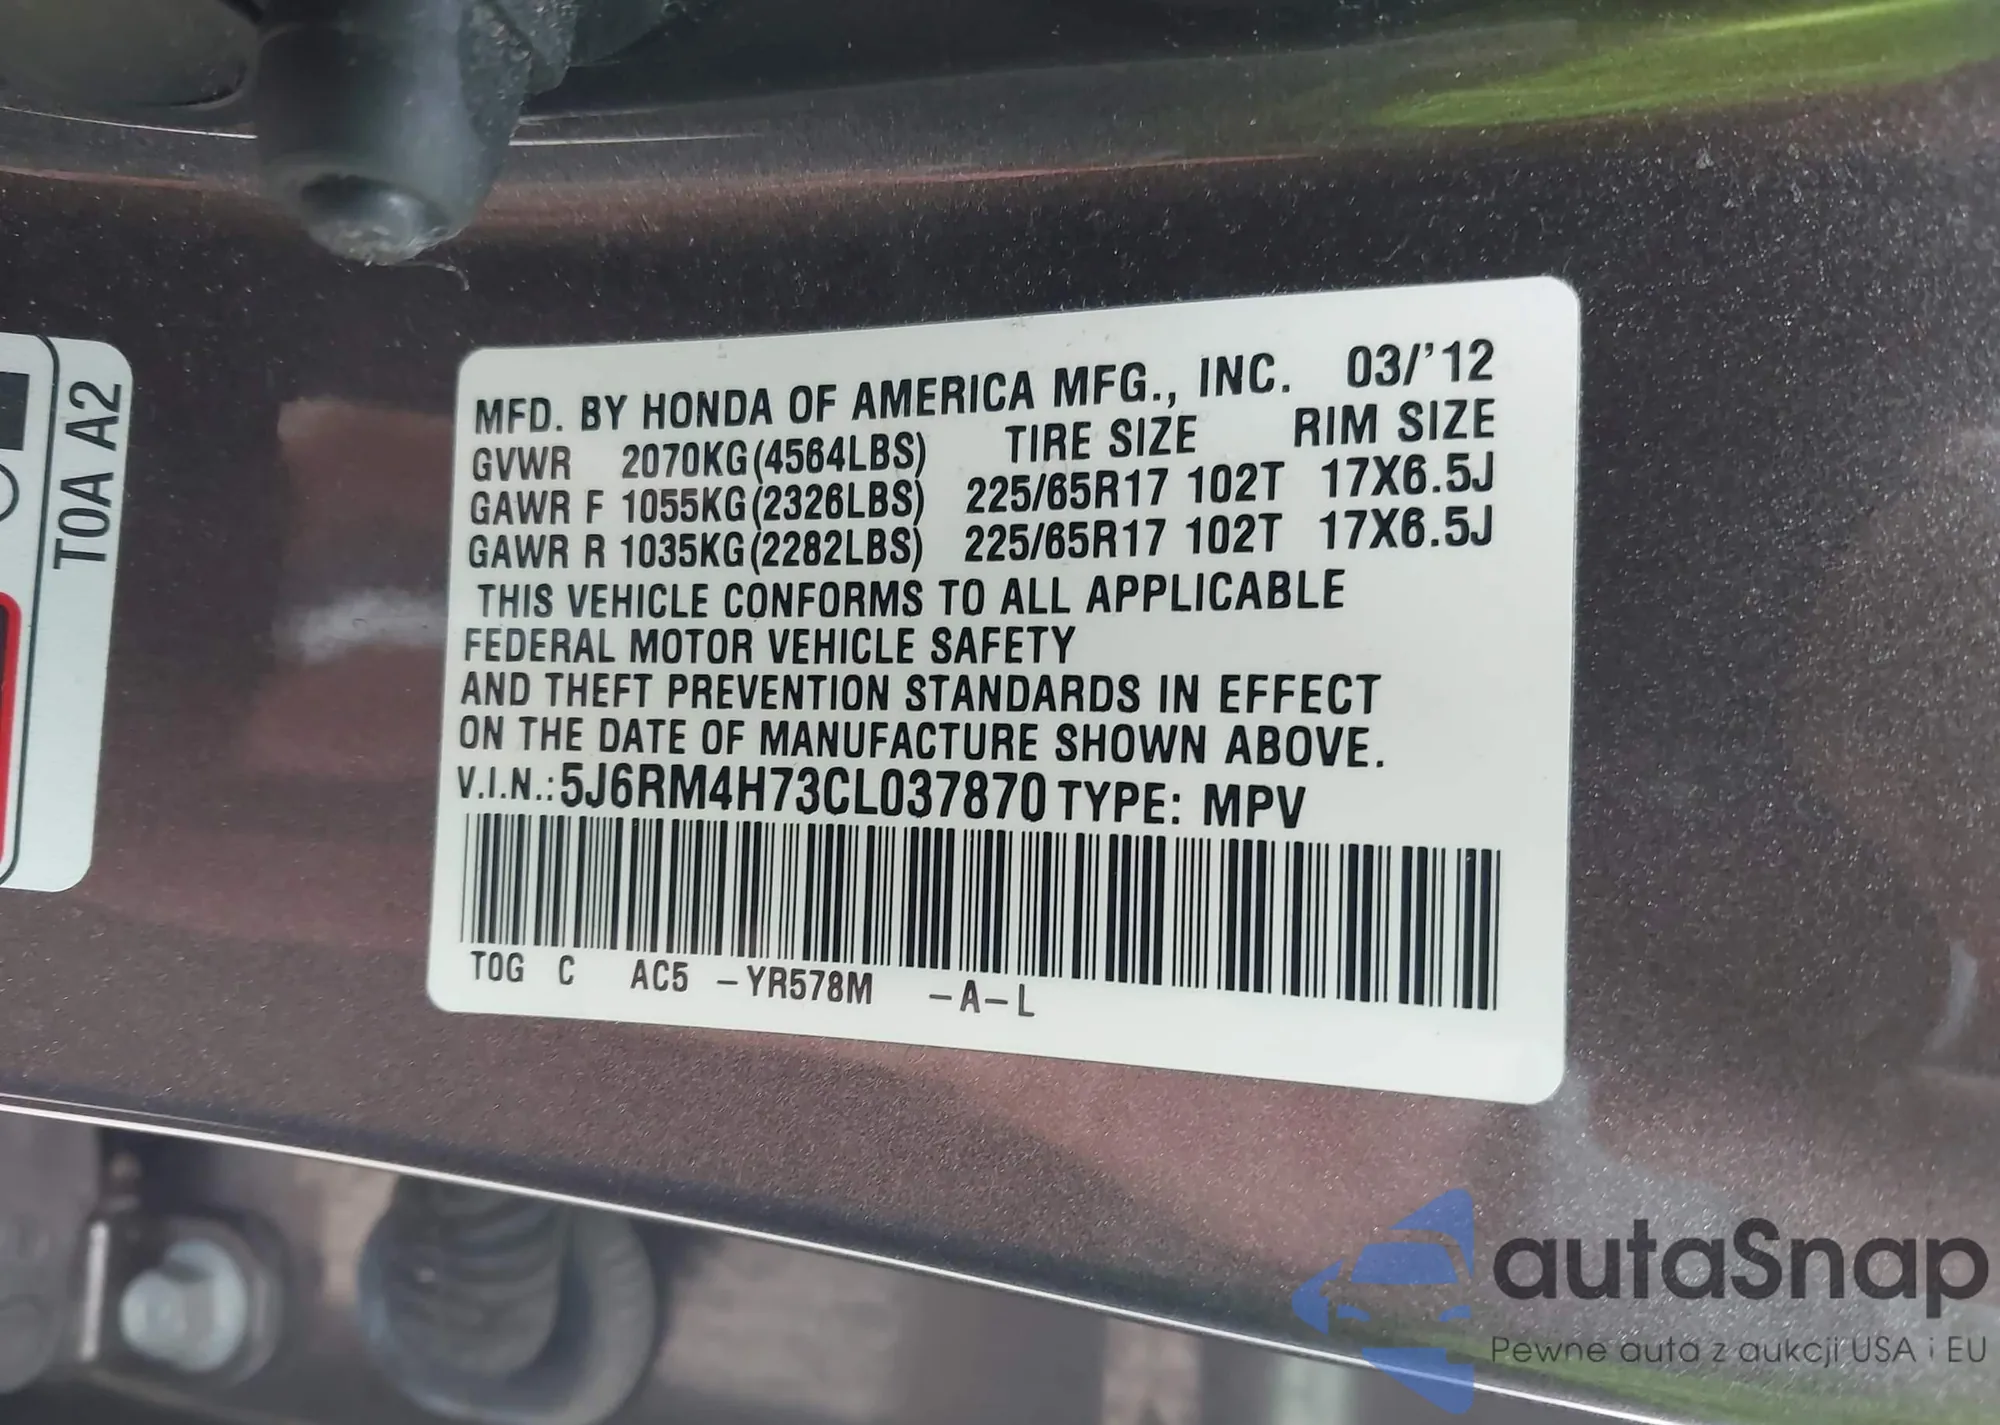 T0A A2
MFD. BY HONDA OF AMERICA MFG., INC. 03/'12
GVWR 2070KG(4564LBS) TIRE SIZE RIM SIZE
GAWR F 1055KG(2326LBS) 225/65R17 102T 17X6.5J
GAWR R 1035KG(2282LBS) 225/65R17 102T 17X6.5J
THIS VEHICLE CONFORMS TO ALL APPLICABLE
FEDERAL MOTOR VEHICLE SAFETY
AND THEFT PREVENTION STANDARDS IN EFFECT
ON THE DATE OF MANUFACTURE SHOWN ABOVE.
V.I.N.: 5J6RM4H73CL037870 TYPE: MPV
T0G C AC5 -YR578M -A-L
autaSnap
Pewne auta z aukcji USA i EU